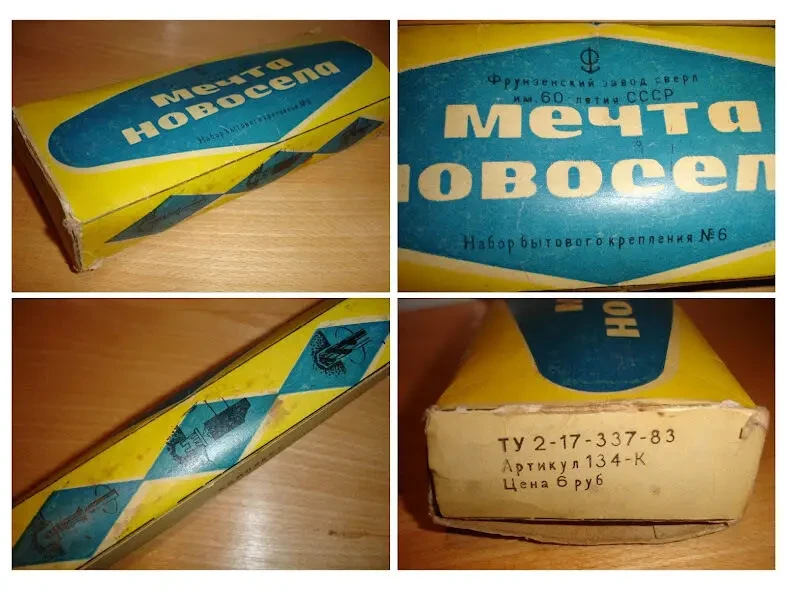 Мечта
новосела
Набор бытового крепления №6
Фрунзенский завод сверл
им. 60-летия СССР
Мечта
новосел
Набор бытового крепления №6
но
ТУ 2-17-337-83
Артикул 134-К
Цена 6 руб